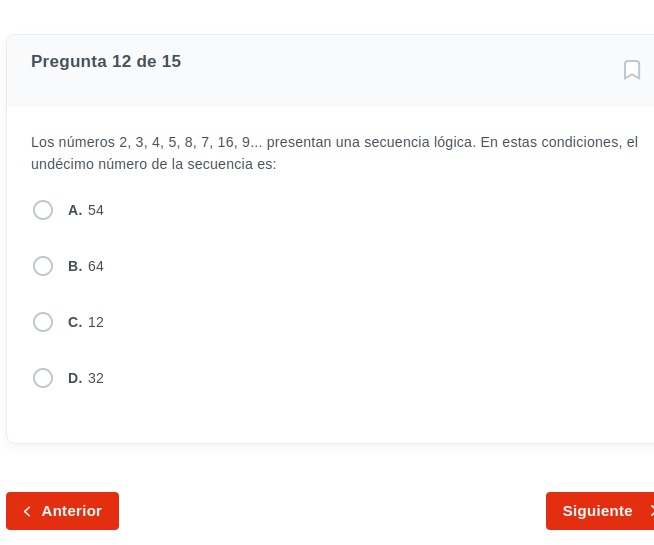 Pregunta 12 de 15
Los números 2, 3, 4, 5, 8, 7, 16, 9... presentan una secuencia lógica. En estas condiciones, el
undécimo número de la secuencia es:
A. 54
B. 64
C. 12
D. 32
Anterior
Siguiente